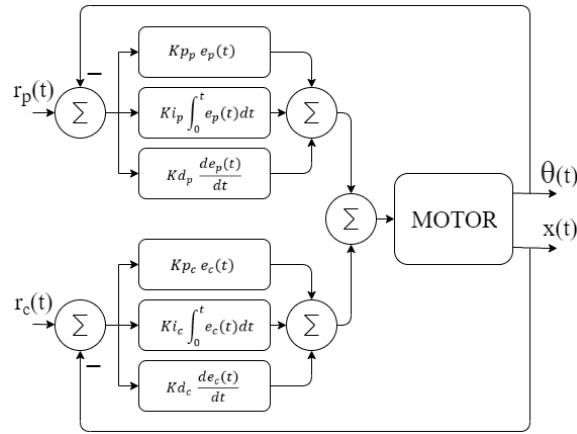 −
r_p(t)
Σ
Kp_p e_p(t)
Ki_p ∫_0^t e_p(t)dt
Kd_p de_p(t)/dt
Σ
Σ
MOTOR
θ(t)
x(t)
r_c(t)
Σ
−
Kp_c e_c(t)
Ki_c ∫_0^t e_c(t)dt
Kd_c de_c(t)/dt
Σ